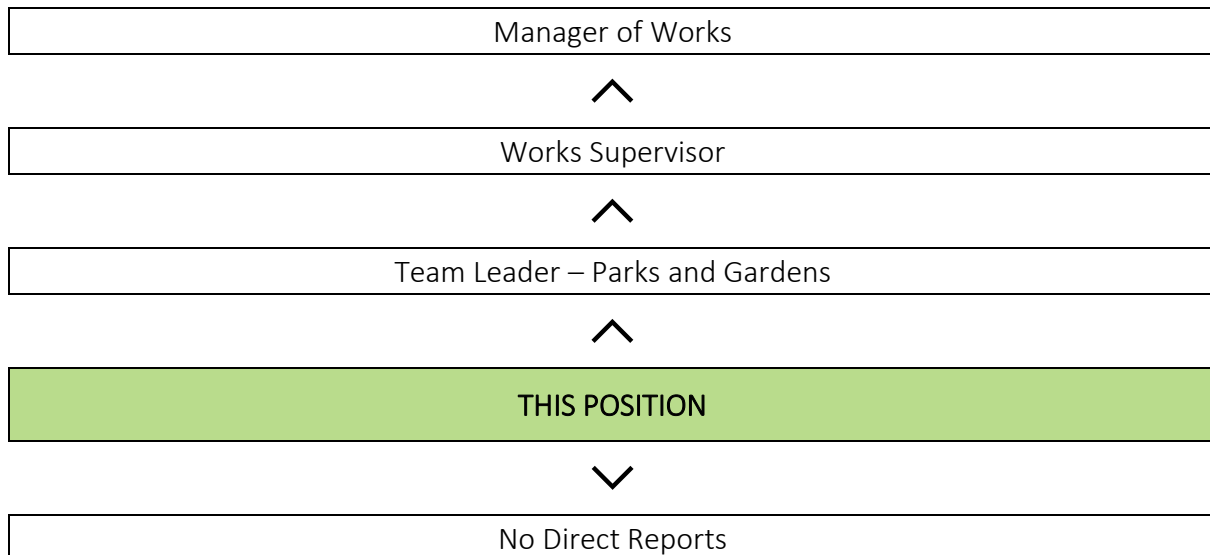 Manager of Works
Works Supervisor
Team Leader – Parks and Gardens
THIS POSITION
No Direct Reports